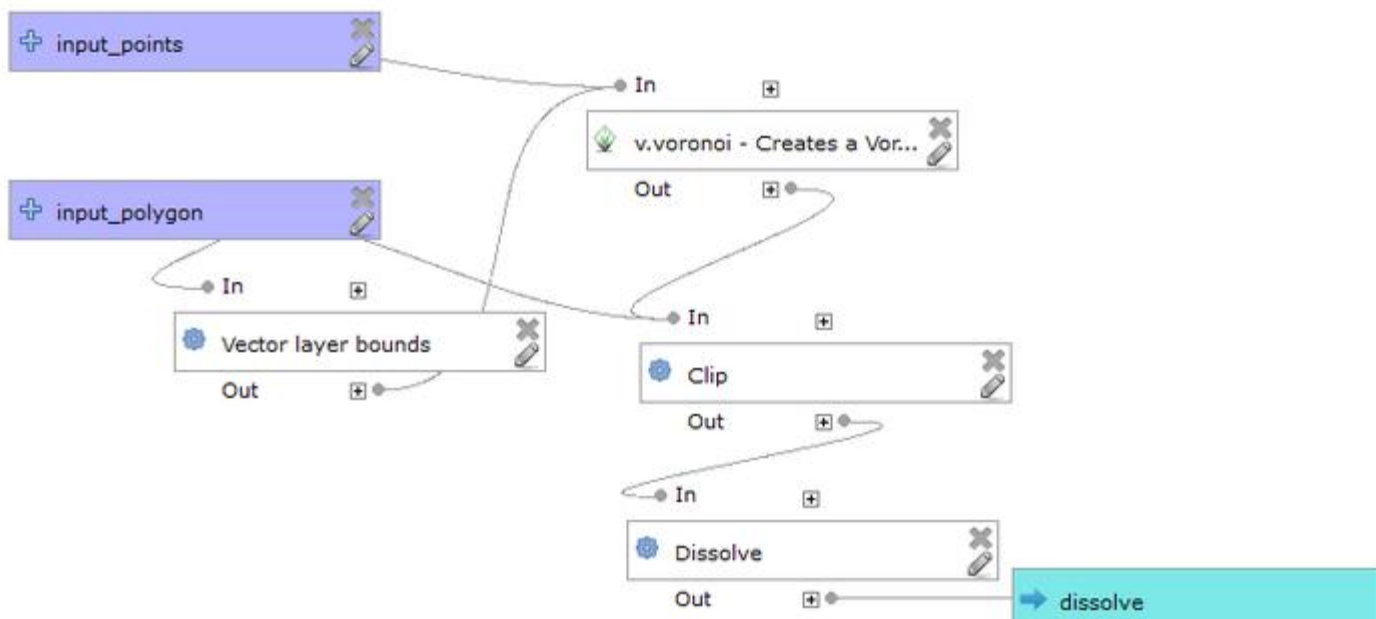 input_points
In
v.voronoi - Creates a Vor...
Out
input_polygon
In
Vector layer bounds
Out
In
Clip
Out
In
Dissolve
Out
dissolve